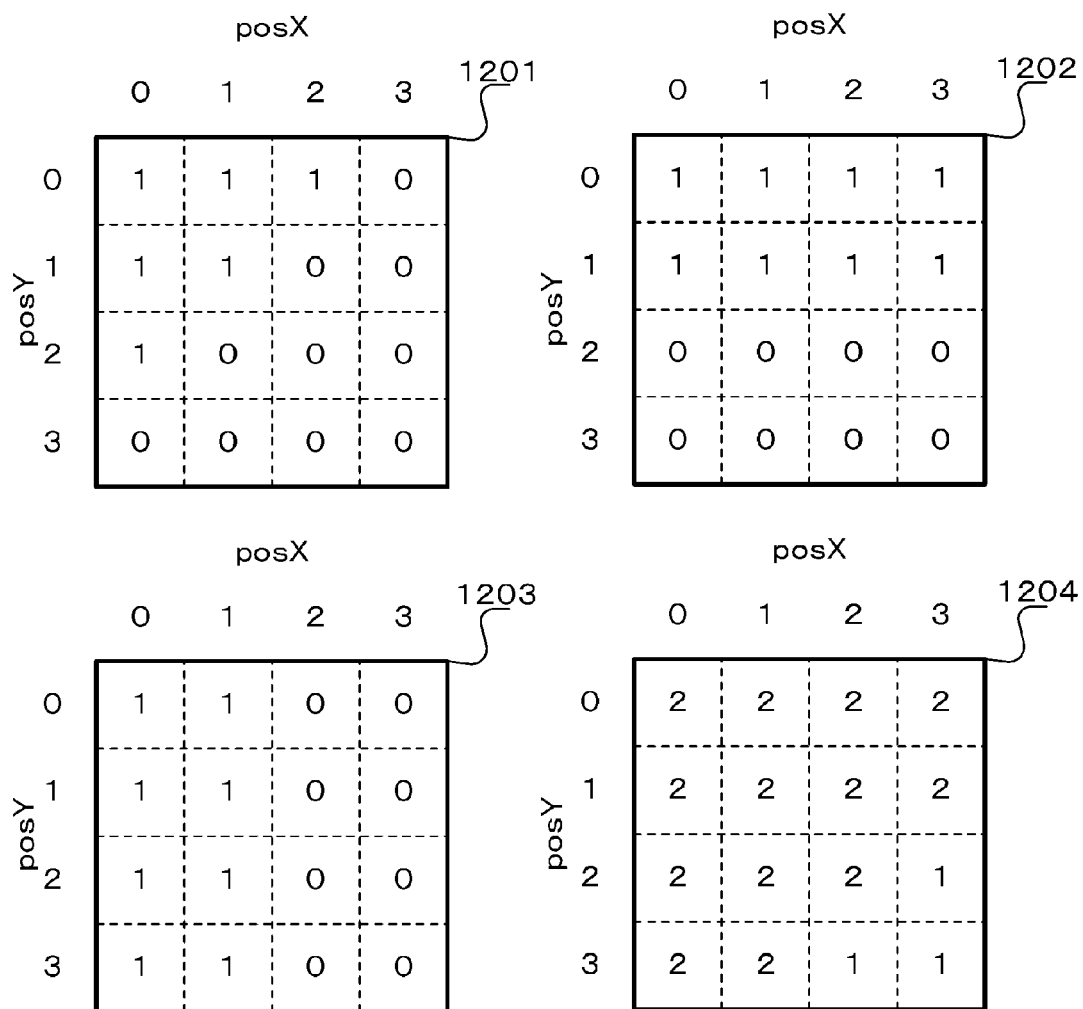 posX
1201
0 1 2 3
0 1 1 1 0
1 1 1 0 0
2 1 0 0 0
3 0 0 0 0
posY
posX
1202
0 1 2 3
0 1 1 1 1
1 1 1 1 1
2 0 0 0 0
3 0 0 0 0
posY
posX
1203
0 1 2 3
0 1 1 0 0
1 1 1 0 0
2 1 1 0 0
3 1 1 0 0
posY
posX
1204
0 1 2 3
0 2 2 2 2
1 2 2 2 2
2 2 2 2 1
3 2 2 1 1
posY